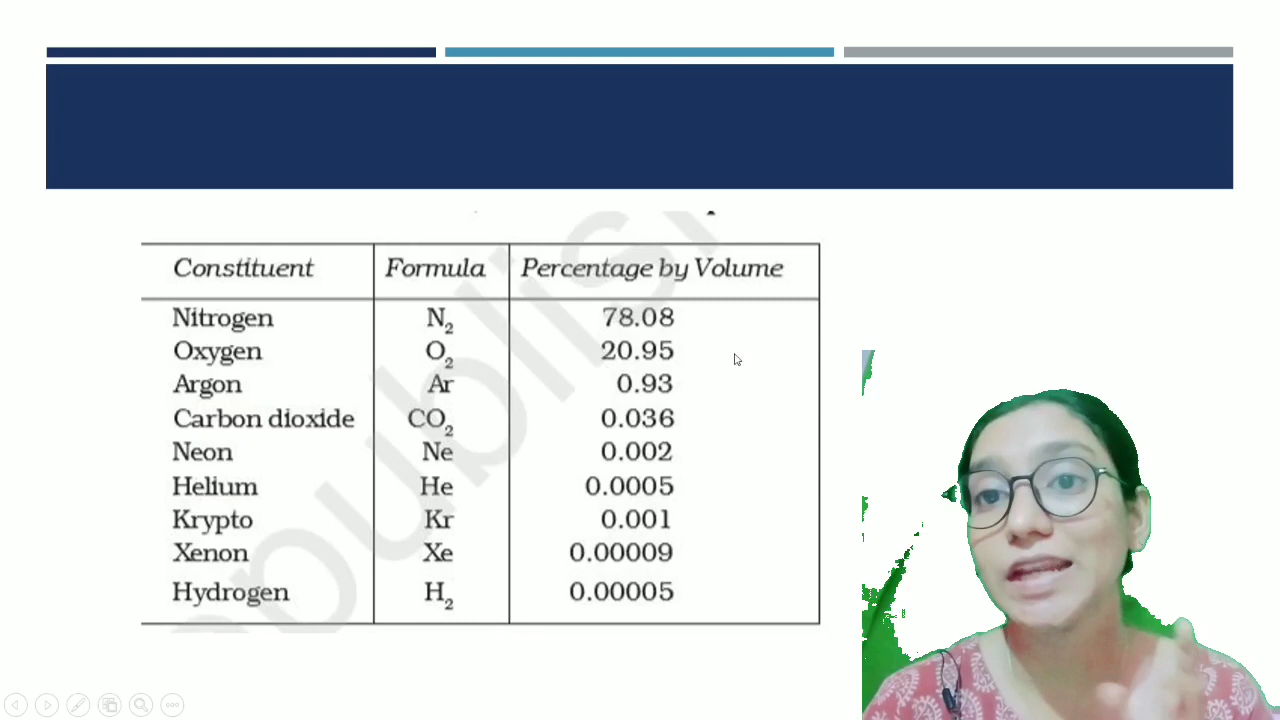 Constituent Formula Percentage by Volume
Nitrogen N₂ 78.08
Oxygen O₂ 20.95
Argon Ar 0.93
Carbon dioxide CO₂ 0.036
Neon Ne 0.002
Helium He 0.0005
Krypto Kr 0.001
Xenon Xe 0.00009
Hydrogen H₂ 0.00005